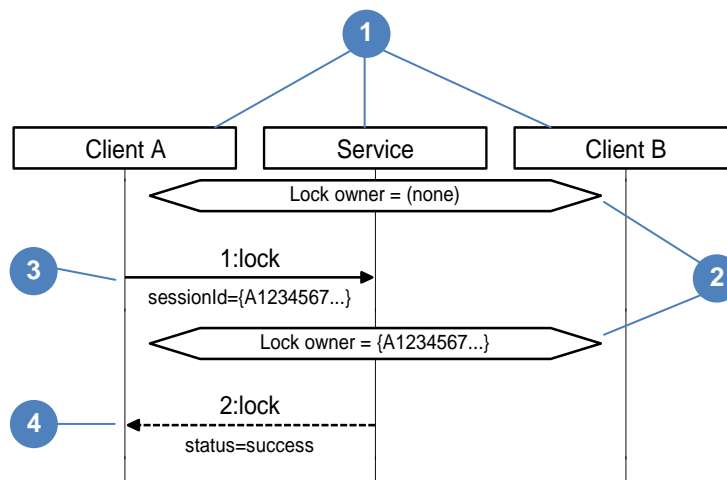 1
Client A
Service
Client B
Lock owner = (none)
1:lock
3
2
sessionId={A1234567...}
Lock owner = {A1234567...}
2:lock
4
status=success